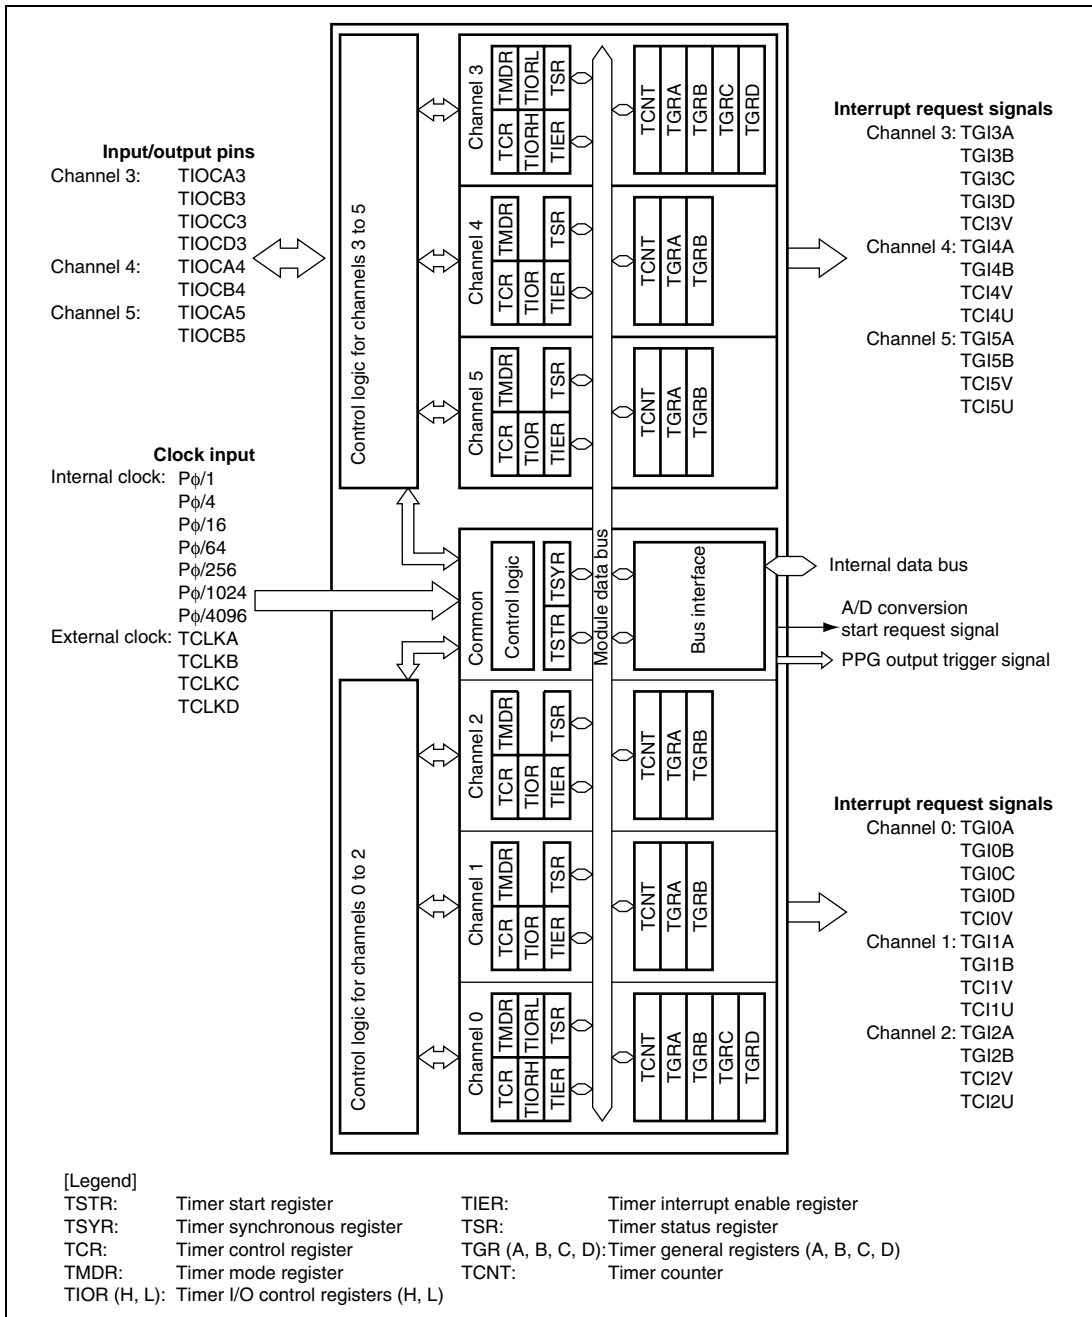 Input/output pins
Channel 3: TIOCA3
TIOCB3
TIOCC3
TIOCD3
Channel 4: TIOCA4
TIOCB4
Channel 5: TIOCA5
TIOCB5
Clock input
Internal clock: Pϕ/1
Pϕ/4
Pϕ/16
Pϕ/64
Pϕ/256
Pϕ/1024
Pϕ/4096
External clock: TCLKA
TCLKB
TCLKC
TCLKD
Control logic for channels 3 to 5
Control logic for channels 0 to 2
Channel 3
TCR TMDR
TIORH TIORL
TIER TSR
TCNT
TGRA
TGRB
TGRC
TGRD
Channel 4
TCR TMDR
TIOR
TIER TSR
TCNT
TGRA
TGRB
Channel 5
TCR TMDR
TIOR
TIER TSR
TCNT
TGRA
TGRB
Common
Control logic
TSTR TSYR
Module data bus
Bus interface
Channel 2
TCR TMDR
TIOR
TIER TSR
TCNT
TGRA
TGRB
Channel 1
TCR TMDR
TIOR
TIER TSR
TCNT
TGRA
TGRB
Channel 0
TCR TMDR
TIORH TIORL
TIER TSR
TCNT
TGRA
TGRB
TGRC
TGRD
Interrupt request signals
Channel 3: TGI3A
TGI3B
TGI3C
TGI3D
TCI3V
Channel 4: TGI4A
TGI4B
TCI4V
TCI4U
Channel 5: TGI5A
TGI5B
TCI5V
TCI5U
Internal data bus
A/D conversion
start request signal
PPG output trigger signal
Interrupt request signals
Channel 0: TGI0A
TGI0B
TGI0C
TGI0D
TCI0V
Channel 1: TGI1A
TGI1B
TCI1V
TCI1U
Channel 2: TGI2A
TGI2B
TCI2V
TCI2U
[Legend]
TSTR: Timer start register
TSYR: Timer synchronous register
TCR: Timer control register
TMDR: Timer mode register
TIOR (H, L): Timer I/O control registers (H, L)
TIER: Timer interrupt enable register
TSR: Timer status register
TGR (A, B, C, D): Timer general registers (A, B, C, D)
TCNT: Timer counter